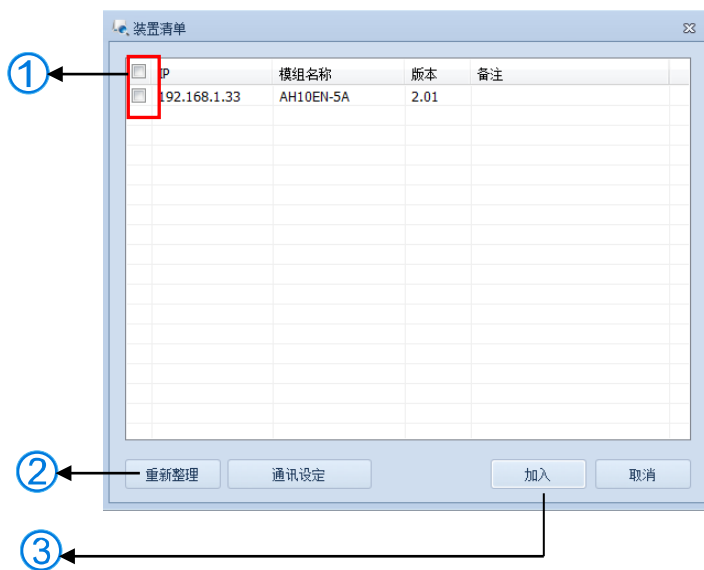 装置清单
① IP 模组名称 版本 备注
192.168.1.33 AH10EN-5A 2.01
② 重新整理 通讯设定 加入 取消
③